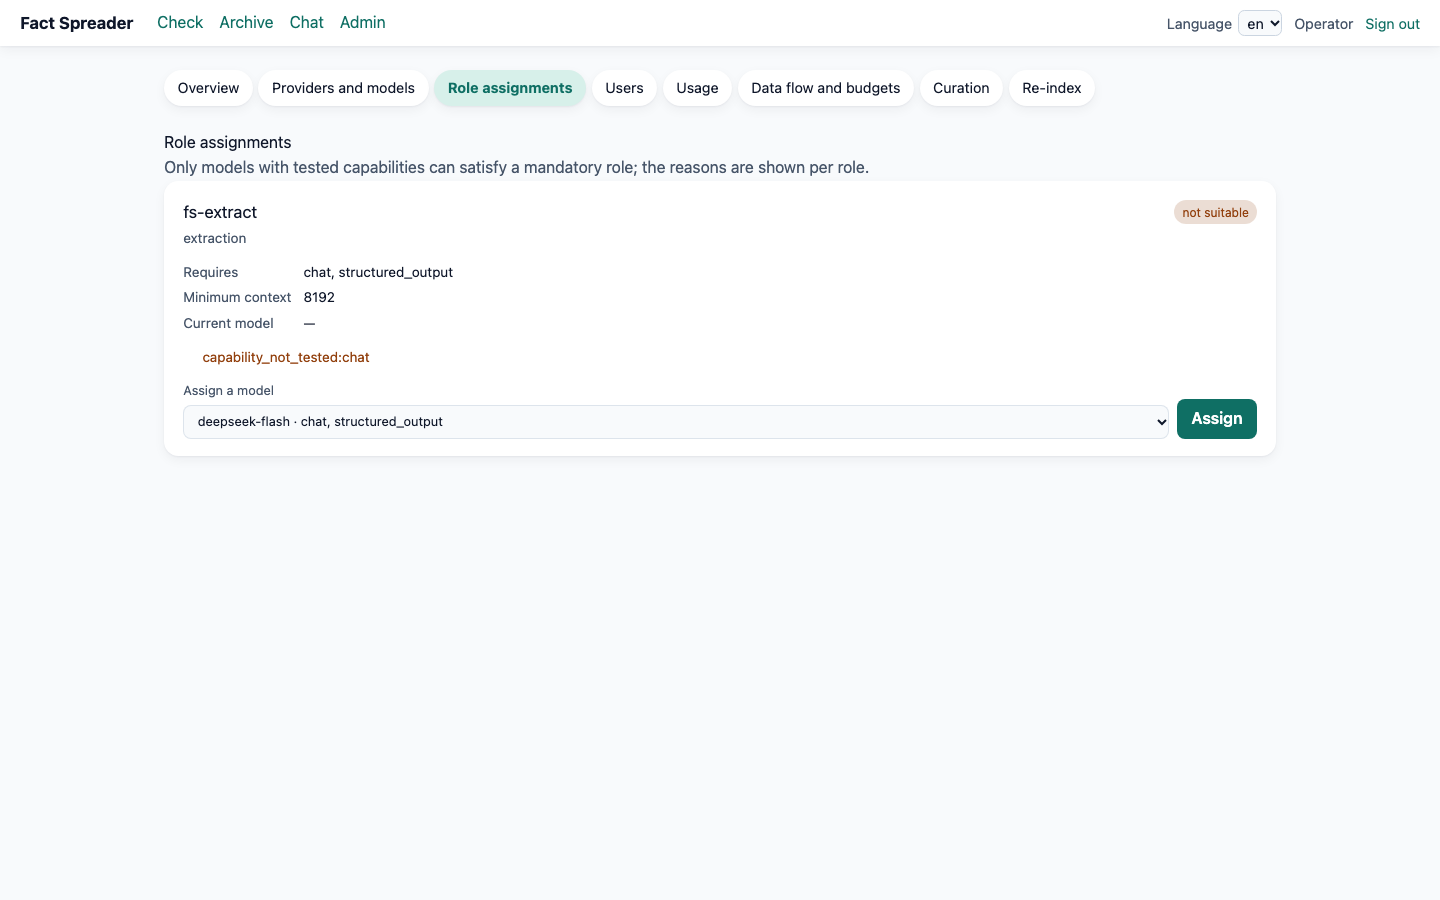 Fact Spreader Check Archive Chat Admin Language en Operator Sign out
Overview Providers and models Role assignments Users Usage Data flow and budgets Curation Re-index
Role assignments
Only models with tested capabilities can satisfy a mandatory role; the reasons are shown per role.
fs-extract not suitable
extraction
Requires chat, structured_output
Minimum context 8192
Current model —
capability_not_tested:chat
Assign a model
deepseek-flash · chat, structured_output Assign